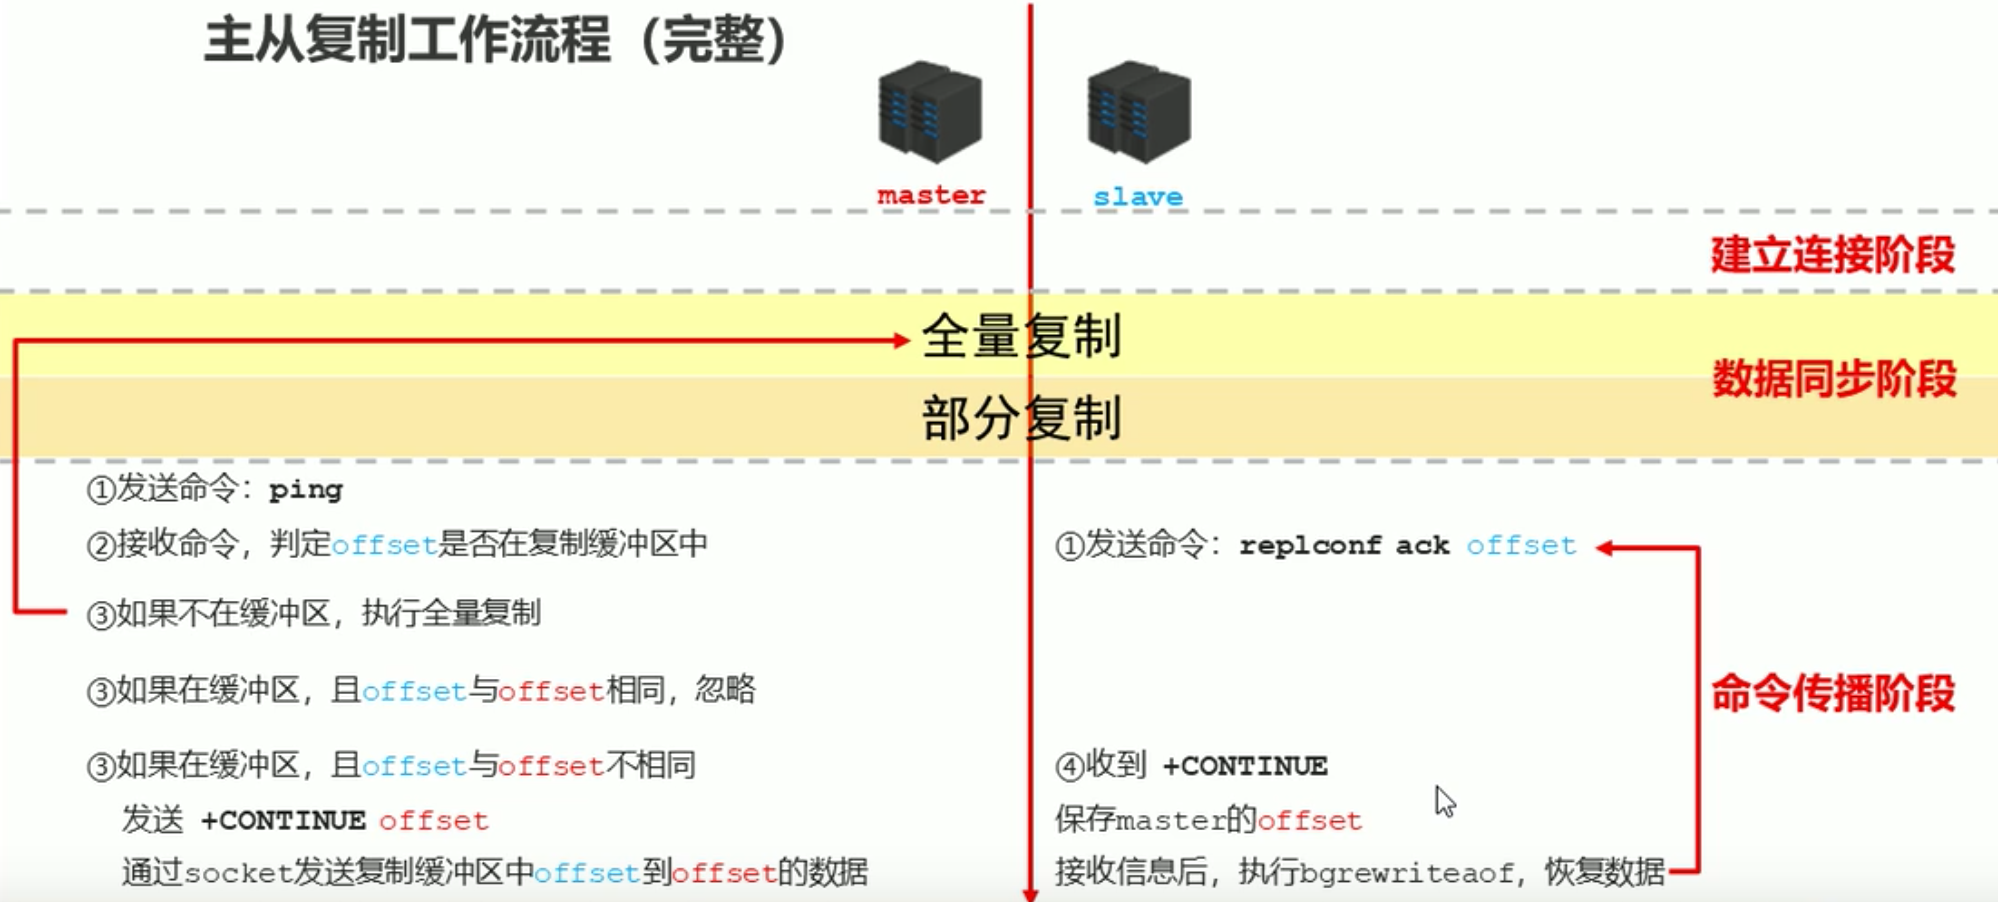 主从复制工作流程（完整）
master
slave
建立连接阶段
全量复制
数据同步阶段
部分复制
①发送命令：ping
②接收命令，判定offset是否在复制缓冲区中
①发送命令：replconf ack offset
③如果不在缓冲区，执行全量复制
③如果在缓冲区，且offset与offset相同，忽略
命令传播阶段
③如果在缓冲区，且offset与offset不相同
④收到 +CONTINUE
发送 +CONTINUE offset
保存master的offset
通过socket发送复制缓冲区中offset到offset的数据
接收信息后，执行bgrewriteaof，恢复数据